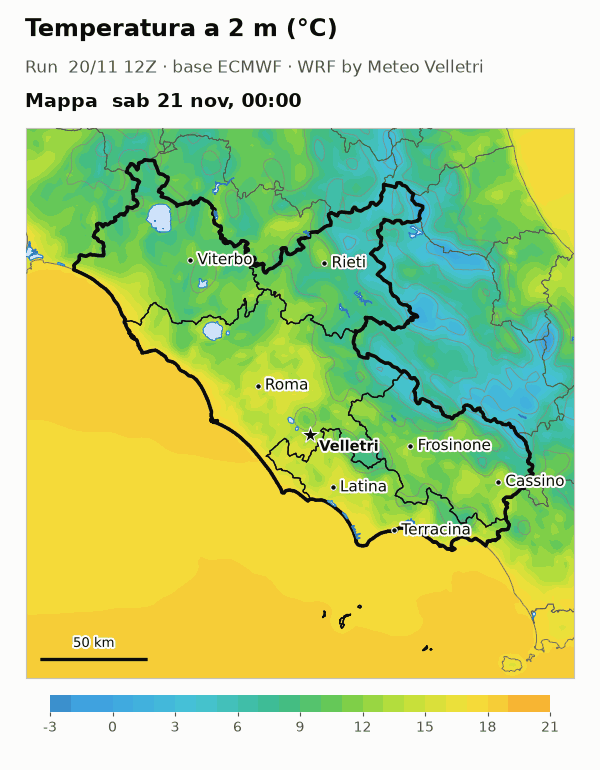 Temperatura a 2 m (°C)
Run  20/11 12Z · base ECMWF · WRF by Meteo Velletri
Mappa  sab 21 nov, 00:00
Viterbo
Rieti
Roma
Velletri
Frosinone
Latina
Cassino
Terracina
50 km
-3 0 3 6 9 12 15 18 21